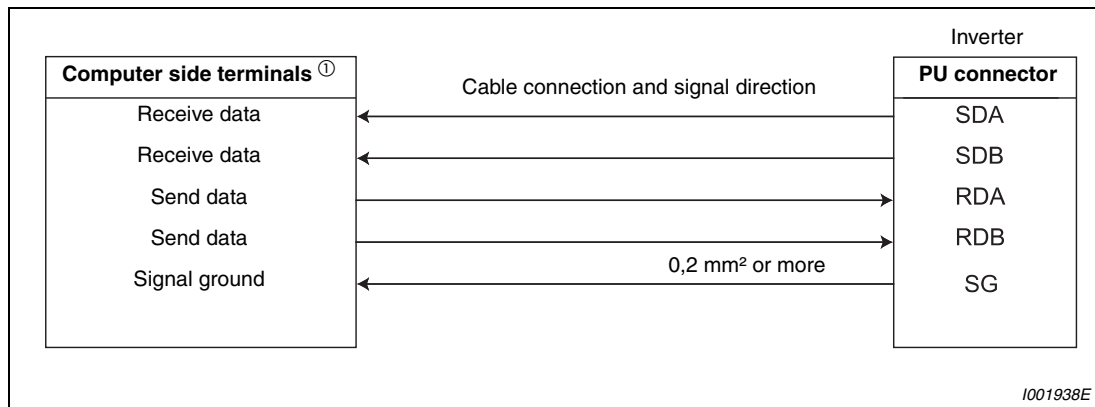 Inverter
Computer side terminals ①
PU connector
Cable connection and signal direction
Receive data
SDA
Receive data
SDB
Send data
RDA
Send data
RDB
0,2 mm² or more
Signal ground
SG
I001938E